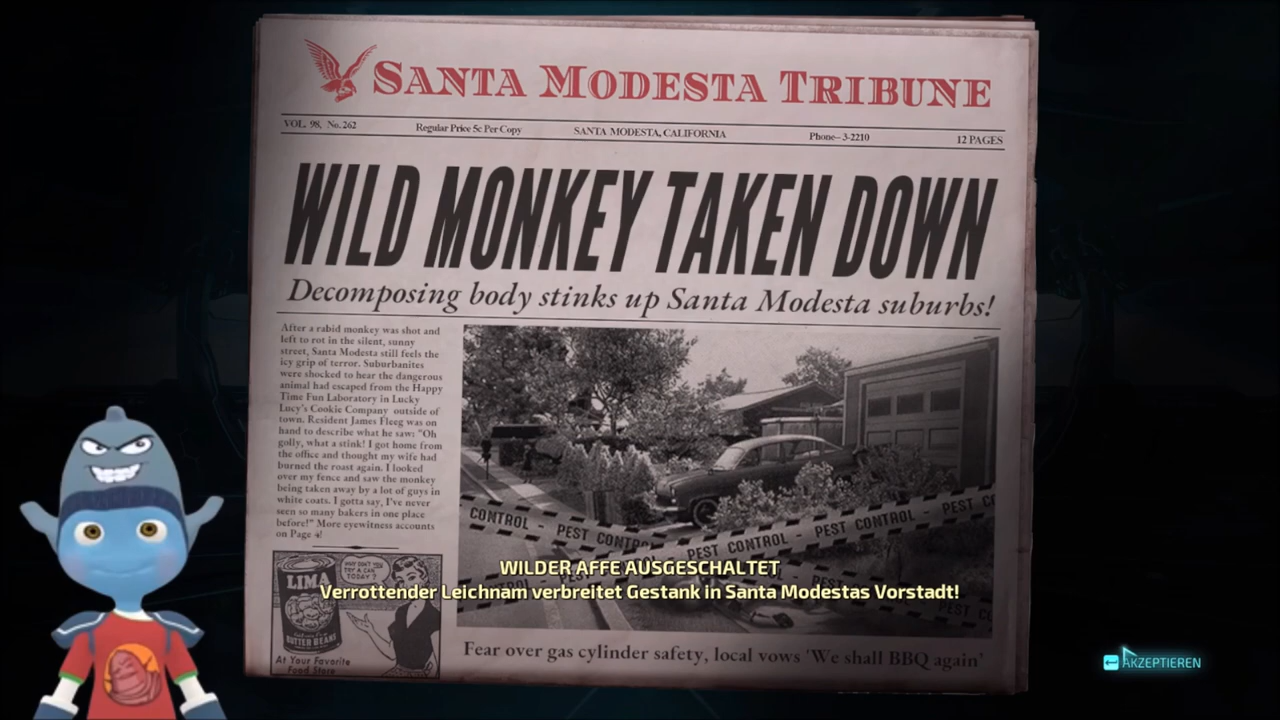 SANTA MODESTA TRIBUNE
VOL. 98, No. 262 Regular Price 5c Per Copy SANTA MODESTA, CALIFORNIA Phone-- 3-2210 12 PAGES
WILD MONKEY TAKEN DOWN
Decomposing body stinks up Santa Modesta suburbs!
After a rabid monkey was shot and
left to rot in the silent, sunny
street, Santa Modesta still feels the
icy grip of terror. Suburbanites
were shocked to hear the dangerous
animal had escaped from the Happy
Time Fun Laboratory in Lucky
Lucy's Cookie Company outside of
town. Resident James Fleeg was on
hand to describe what he saw: "Oh
golly, what a stink! I got home from
the office and thought my wife had
burned the roast again. I looked
over my fence and saw the monkey
being taken away by a lot of guys in
white coats. I gotta say, I've never
seen so many bakers in one place
before!" More eyewitness accounts
on Page 4!
CONTROL - PEST CONTROL - PEST CONTROL - PEST CONTROL - PEST C
WILDER AFFE AUSGESCHALTET
Verrottender Leichnam verbreitet Gestank in Santa Modestas Vorstadt!
WHY DON'T YOU
TRY A CAN
TODAY?
LIMA
BUTTER BEANS
At Your Favorite
Food Store
Fear over gas cylinder safety, local vows 'We shall BBQ again'
AKZEPTIEREN